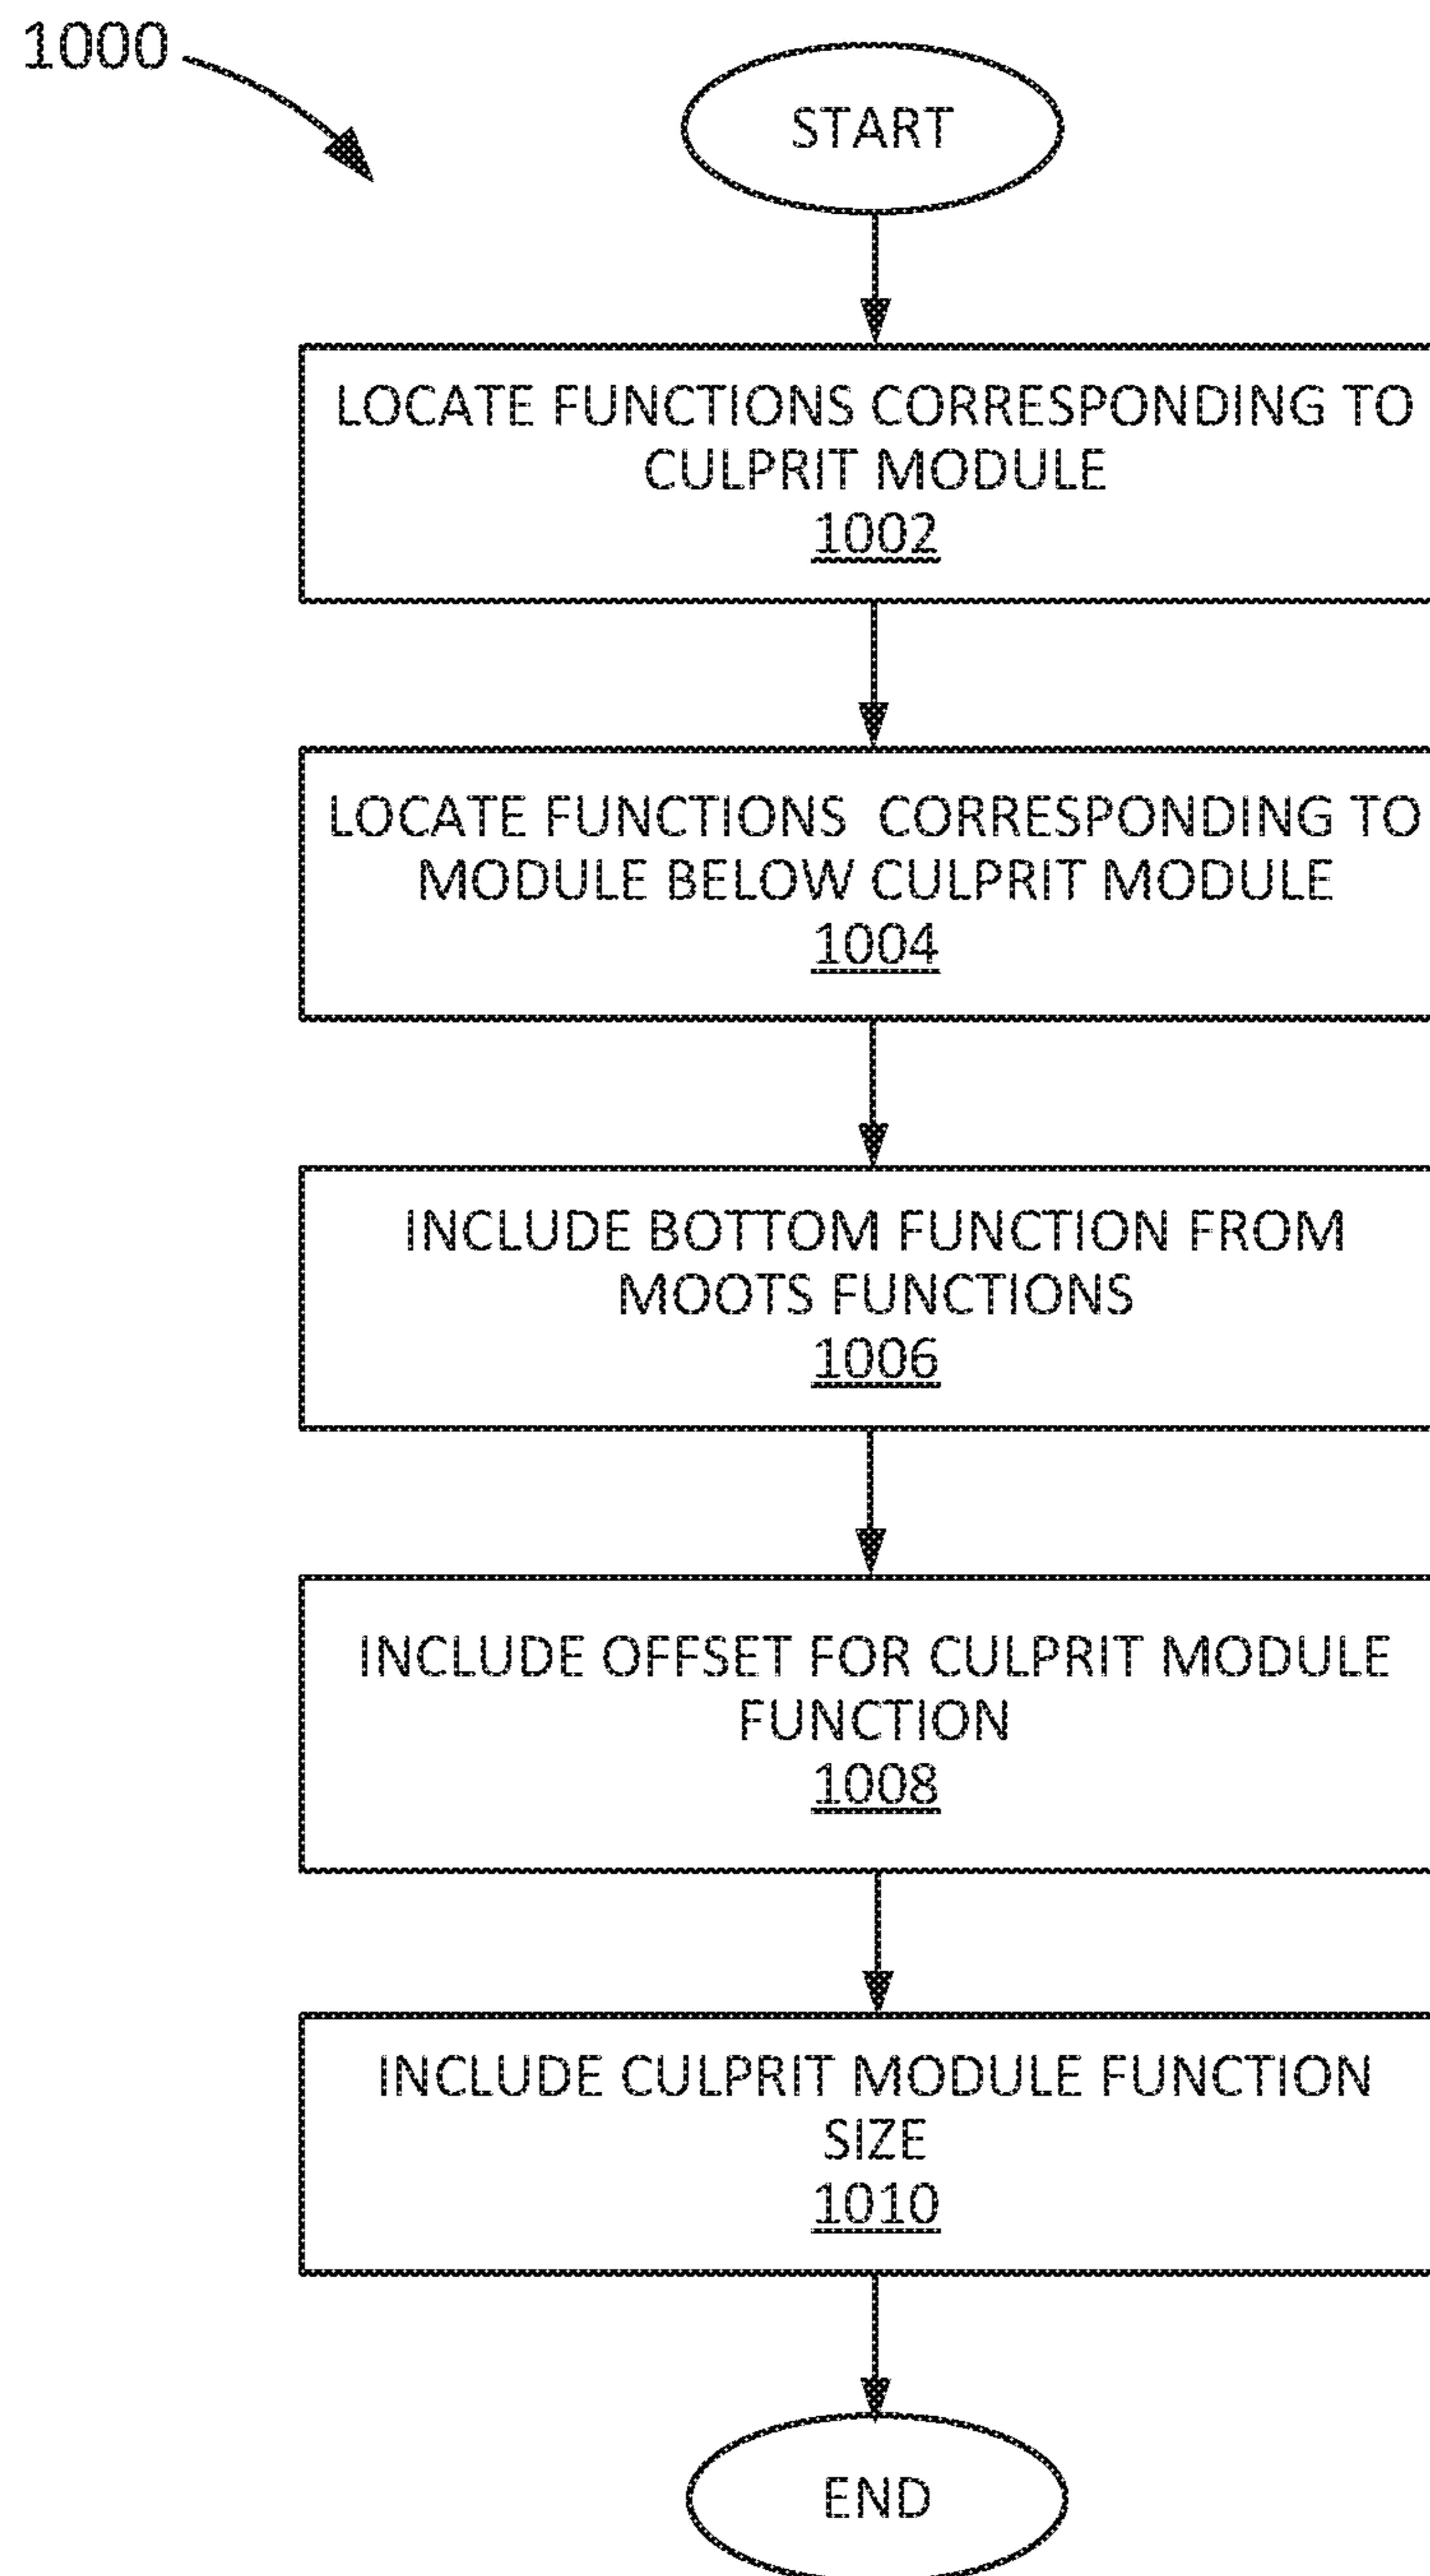 1000
START
LOCATE FUNCTIONS CORRESPONDING TO
CULPRIT MODULE
1002
LOCATE FUNCTIONS CORRESPONDING TO
MODULE BELOW CULPRIT MODULE
1004
INCLUDE BOTTOM FUNCTION FROM
MOOTS FUNCTIONS
1006
INCLUDE OFFSET FOR CULPRIT MODULE
FUNCTION
1008
INCLUDE CULPRIT MODULE FUNCTION
SIZE
1010
END